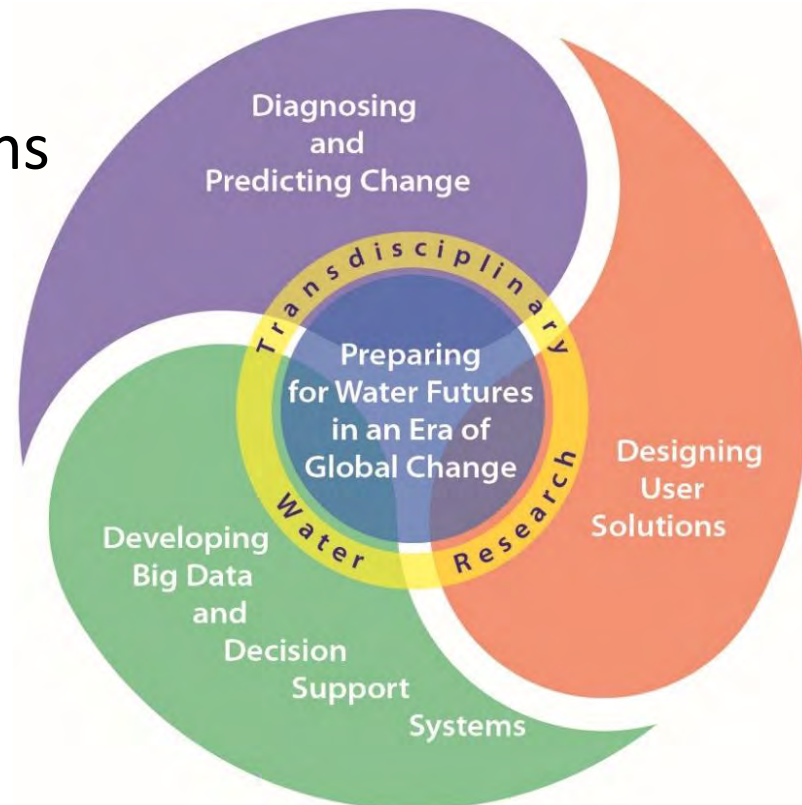 ns
Diagnosing
and
Predicting Change
Transdisciplinary
Water Research
Preparing
for Water Futures
in an Era of
Global Change
Designing
User
Solutions
Developing
Big Data
and
Decision
Support
Systems